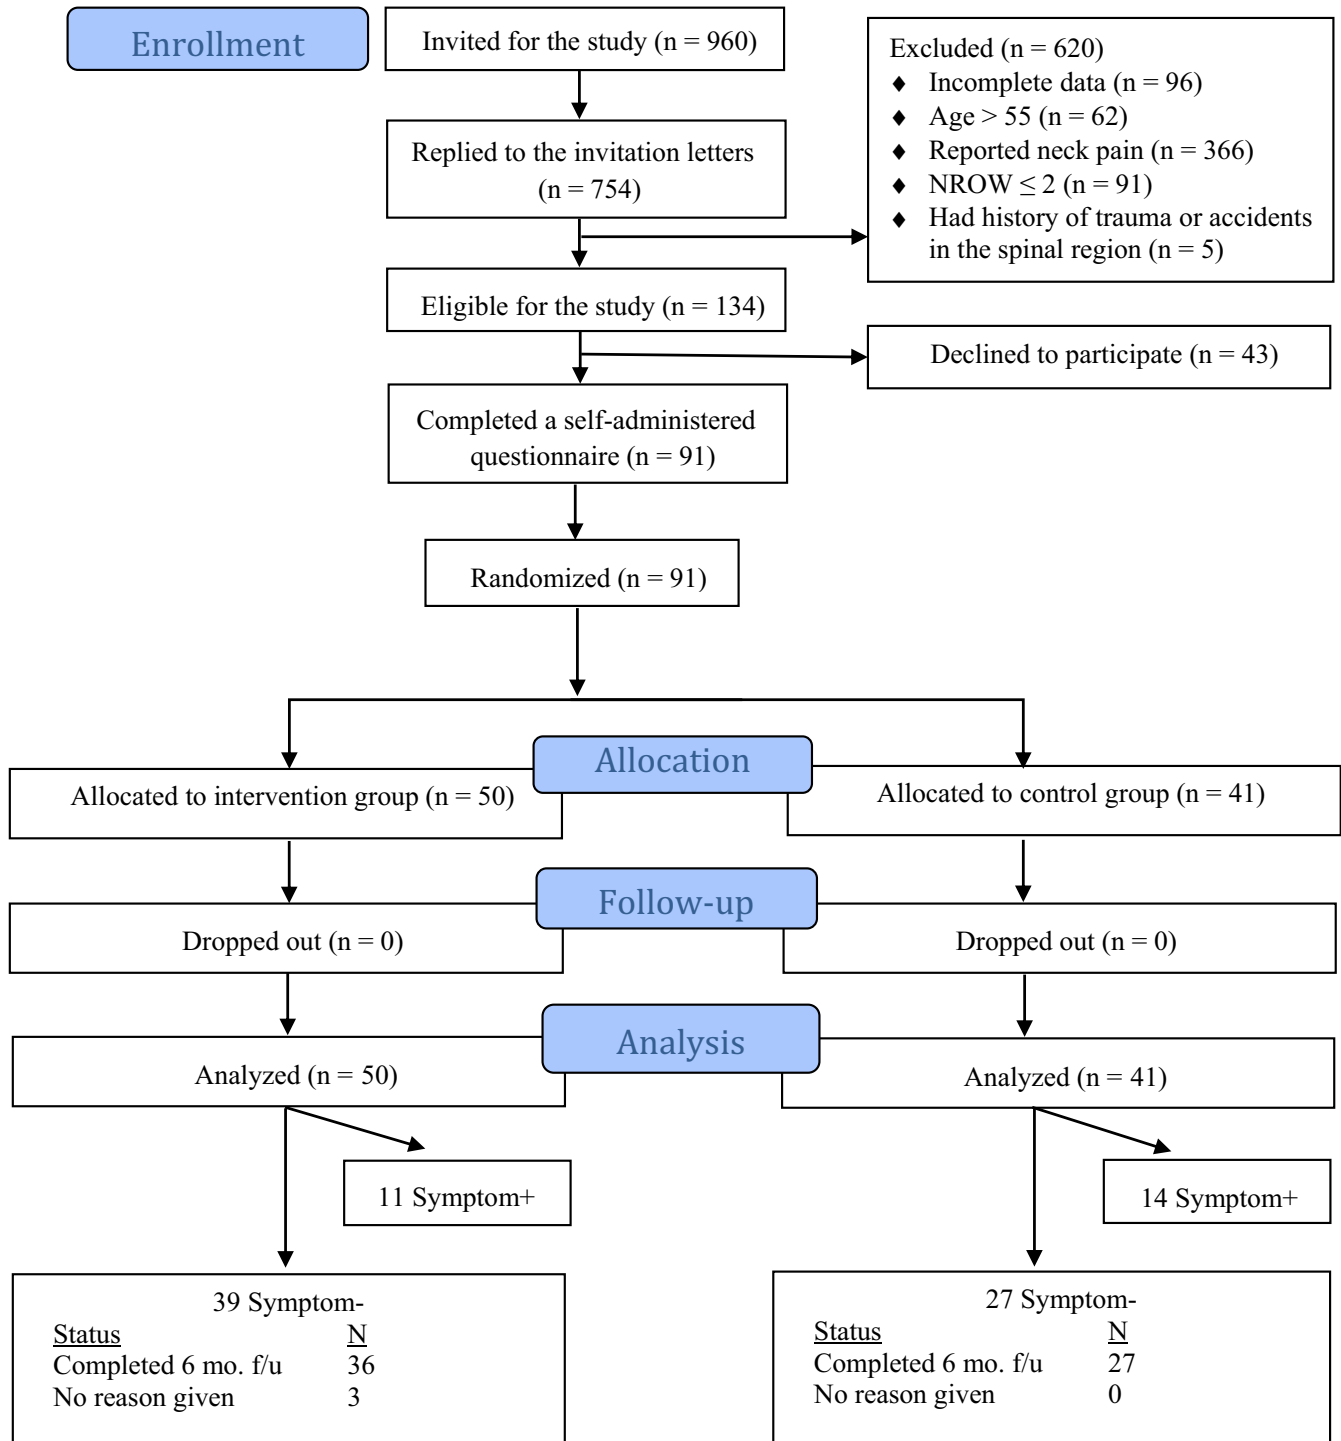 Enrollment
Invited for the study (n = 960)
Excluded (n = 620)
♦ Incomplete data (n = 96)
♦ Age > 55 (n = 62)
♦ Reported neck pain (n = 366)
♦ NROW ≤ 2 (n = 91)
♦ Had history of trauma or accidents
in the spinal region (n = 5)
Replied to the invitation letters
(n = 754)
Eligible for the study (n = 134)
Declined to participate (n = 43)
Completed a self-administered
questionnaire (n = 91)
Randomized (n = 91)
Allocation
Allocated to intervention group (n = 50)
Allocated to control group (n = 41)
Follow-up
Dropped out (n = 0)
Dropped out (n = 0)
Analysis
Analyzed (n = 50)
Analyzed (n = 41)
11 Symptom+
14 Symptom+
39 Symptom-
Status N
Completed 6 mo. f/u 36
No reason given 3
27 Symptom-
Status N
Completed 6 mo. f/u 27
No reason given 0